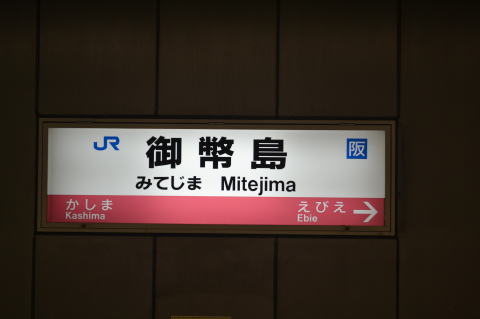 JR 御幣島 阪
みてじま Mitejima
かしま えびえ →
Kashima Ebie